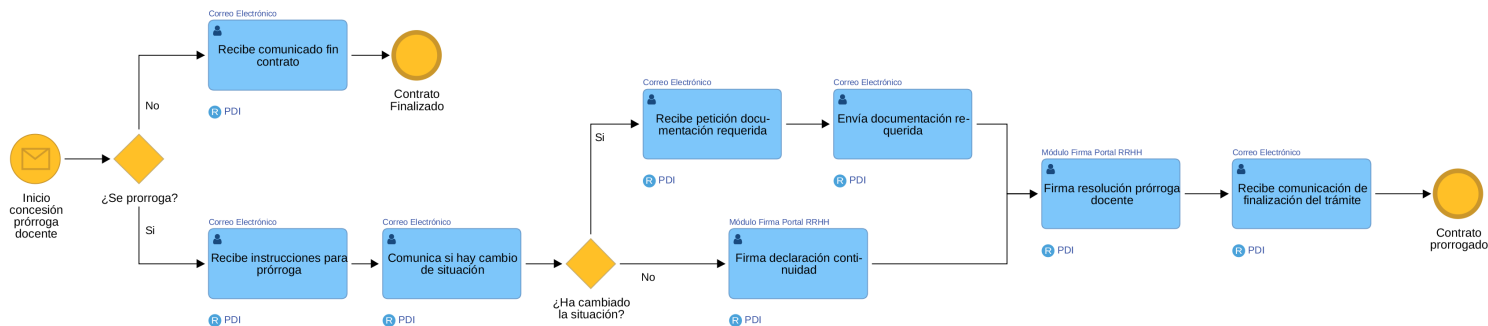 Correo Electrónico
Recibe comunicado fin
contrato
PDI
Contrato
Finalizado
No
Inicio
concesión
prórroga
docente
¿Se prorroga?
Si
Correo Electrónico
Recibe instrucciones para
prórroga
R PDI
Correo Electrónico
Comunica si hay cambio
de situación
R PDI
¿Ha cambiado
la situación?
Si
Correo Electrónico
Recibe petición docu-
mentación requerida
R PDI
Correo Electrónico
Envía documentación re-
querida
R PDI
No
Módulo Firma Portal RRHH
Firma declaración conti-
nuidad
R PDI
Módulo Firma Portal RRHH
Firma resolución prórroga
docente
R PDI
Correo Electrónico
Recibe comunicación de
finalización del trámite
R PDI
Contrato
prorrogado